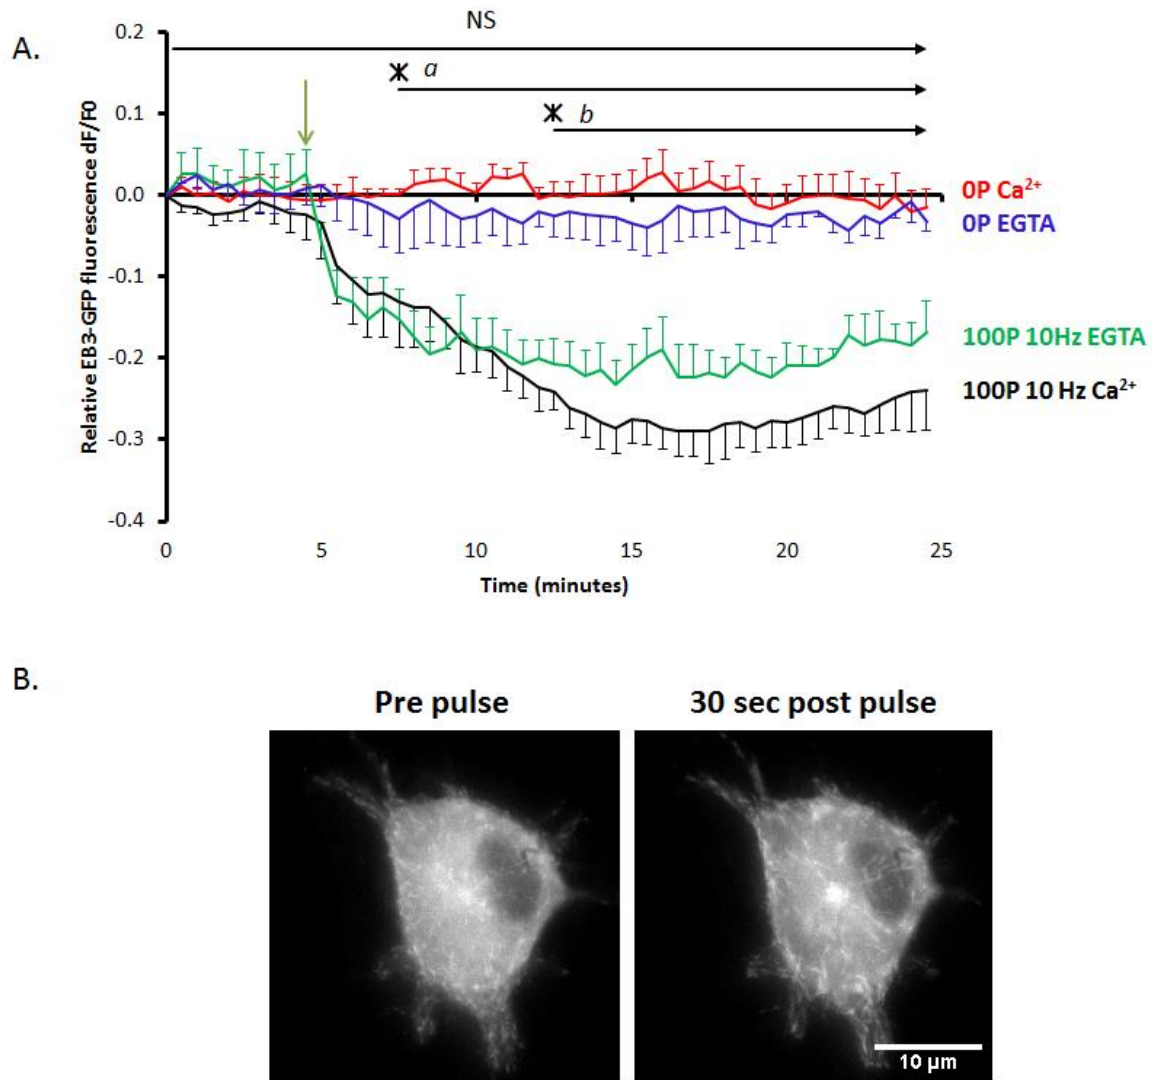 A.
NS
a
b
0.2
0.1
0.0
-0.1
-0.2
-0.3
-0.4
Relative EB3-GFP fluorescence dF/F0
0P Ca²⁺
0P EGTA
100P 10Hz EGTA
100P 10 Hz Ca²⁺
0 5 10 15 20 25
Time (minutes)
B.
Pre pulse 30 sec post pulse
10 µm